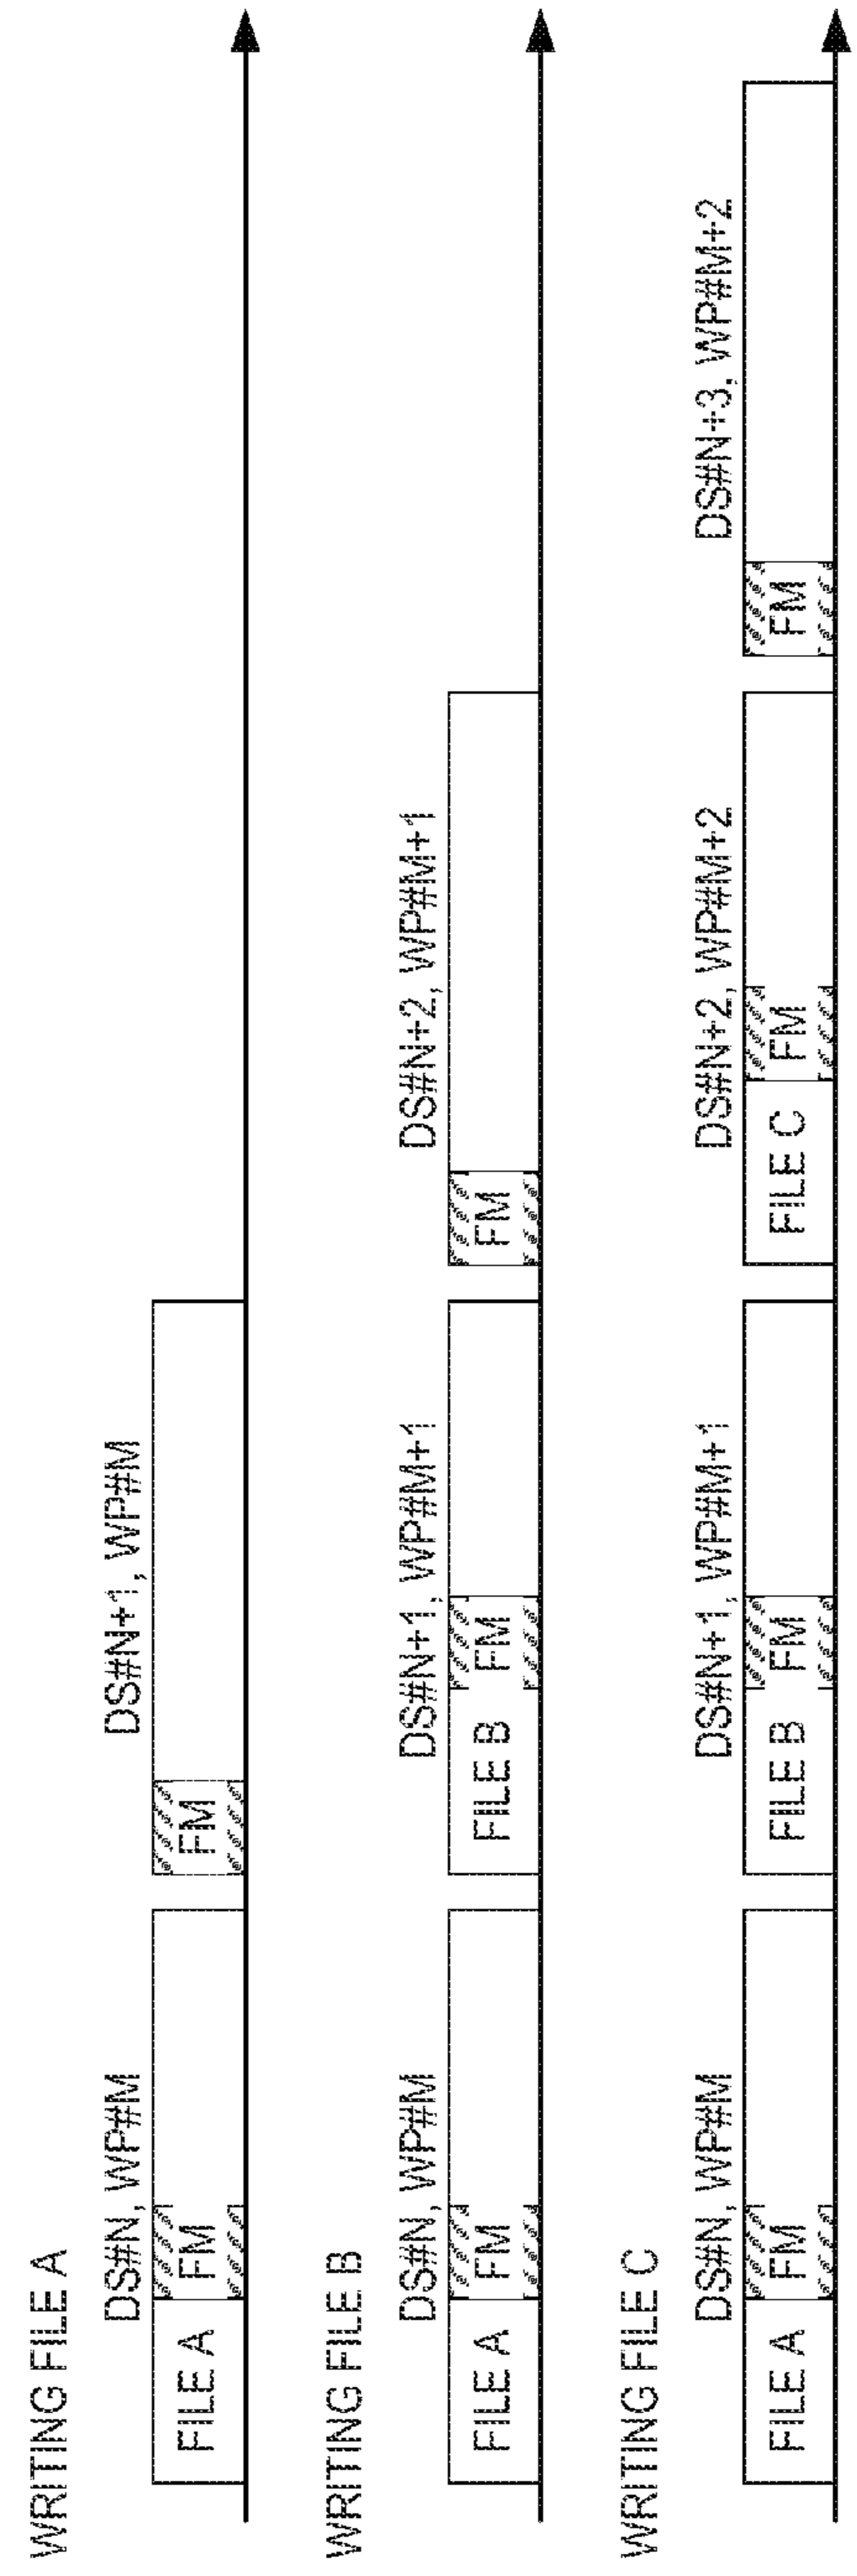 WRITING FILE A
DS#N, WP#M
DS#N+1, WP#M
FILE A
FM
FM
WRITING FILE B
DS#N, WP#M
DS#N+1, WP#M+1
DS#N+2, WP#M+1
FILE A
FM
FILE B
FM
FM
WRITING FILE C
DS#N, WP#M
DS#N+1, WP#M+1
DS#N+2, WP#M+2
DS#N+3, WP#M+2
FILE A
FM
FILE B
FM
FILE C
FM
FM